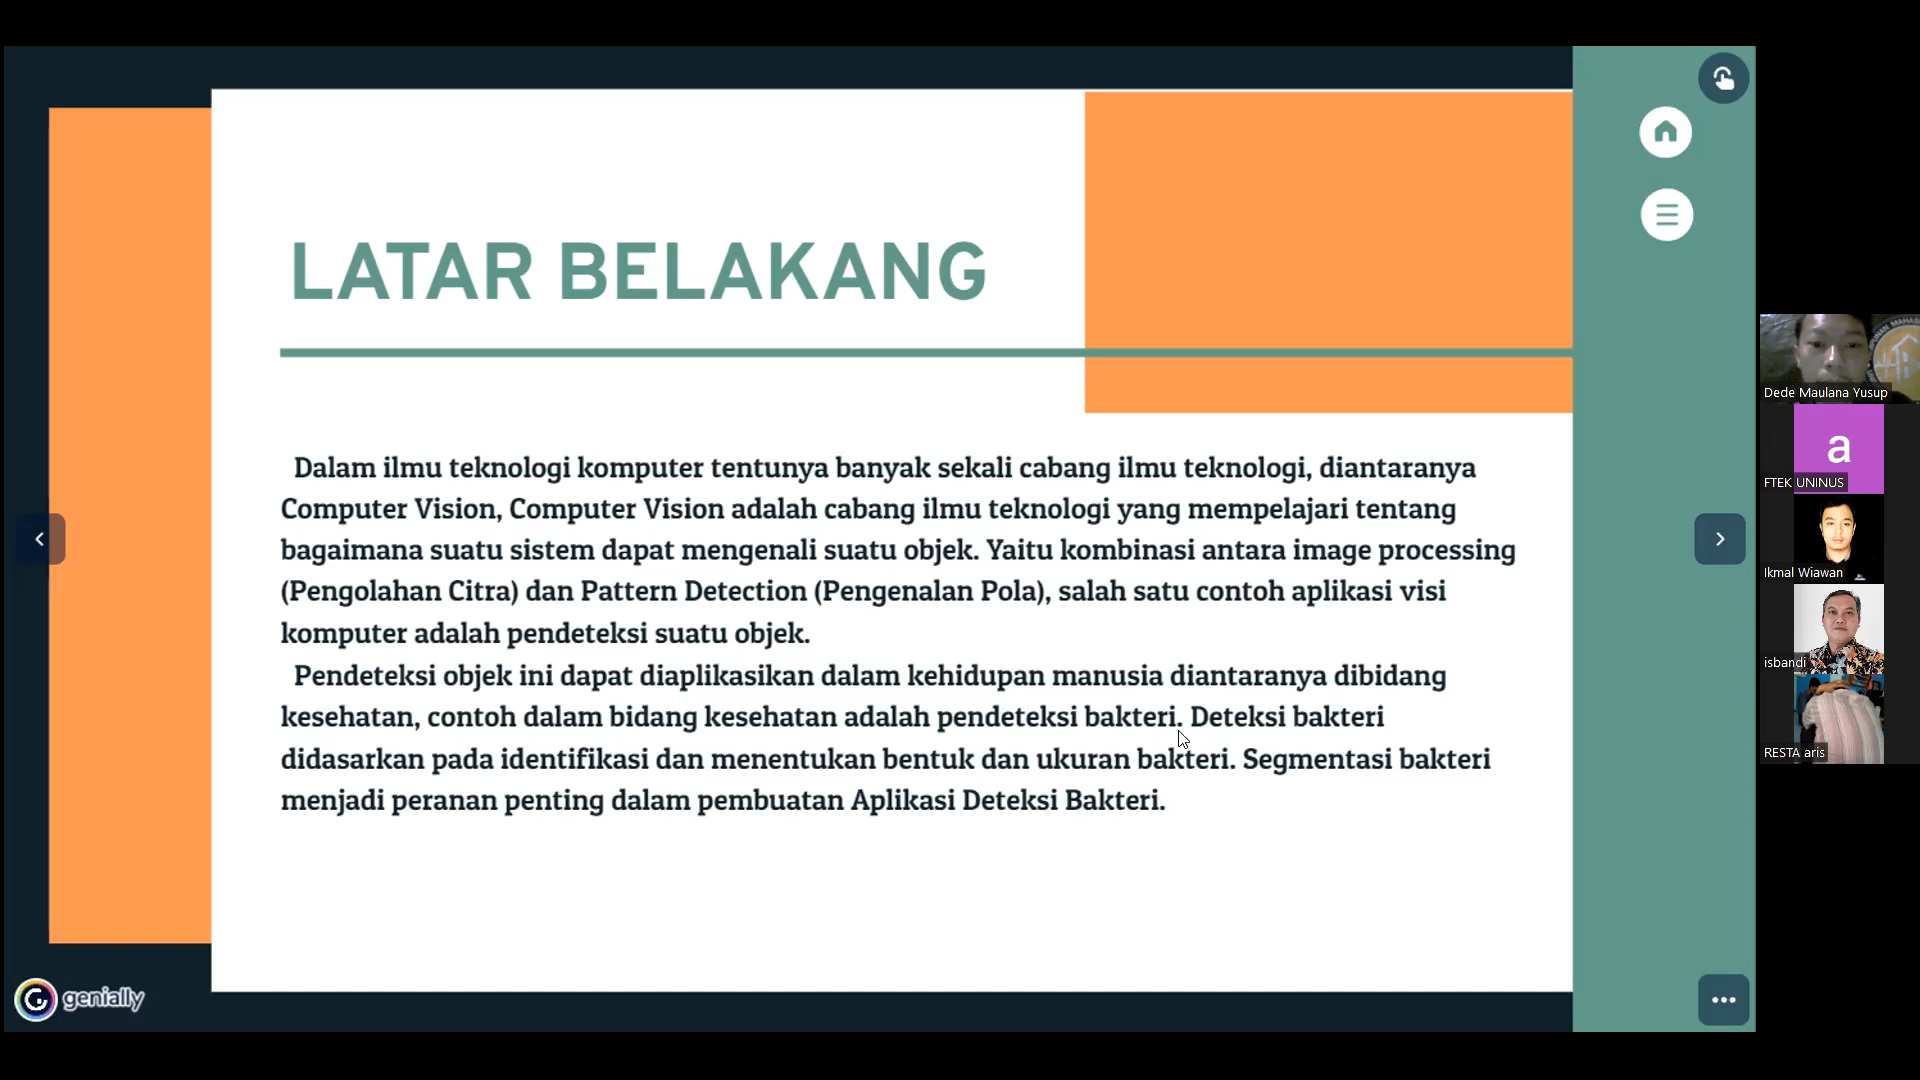 LATAR BELAKANG
Dalam ilmu teknologi komputer tentunya banyak sekali cabang ilmu teknologi, diantaranya
Computer Vision, Computer Vision adalah cabang ilmu teknologi yang mempelajari tentang
bagaimana suatu sistem dapat mengenali suatu objek. Yaitu kombinasi antara image processing
(Pengolahan Citra) dan Pattern Detection (Pengenalan Pola), salah satu contoh aplikasi visi
komputer adalah pendeteksi suatu objek.
Pendeteksi objek ini dapat diaplikasikan dalam kehidupan manusia diantaranya dibidang
kesehatan, contoh dalam bidang kesehatan adalah pendeteksi bakteri. Deteksi bakteri
didasarkan pada identifikasi dan menentukan bentuk dan ukuran bakteri. Segmentasi bakteri
menjadi peranan penting dalam pembuatan Aplikasi Deteksi Bakteri.
genially
Dede Maulana Yusup
a
FTEK UNINUS
Ikmal Wiawan
isbandi
RESTA aris